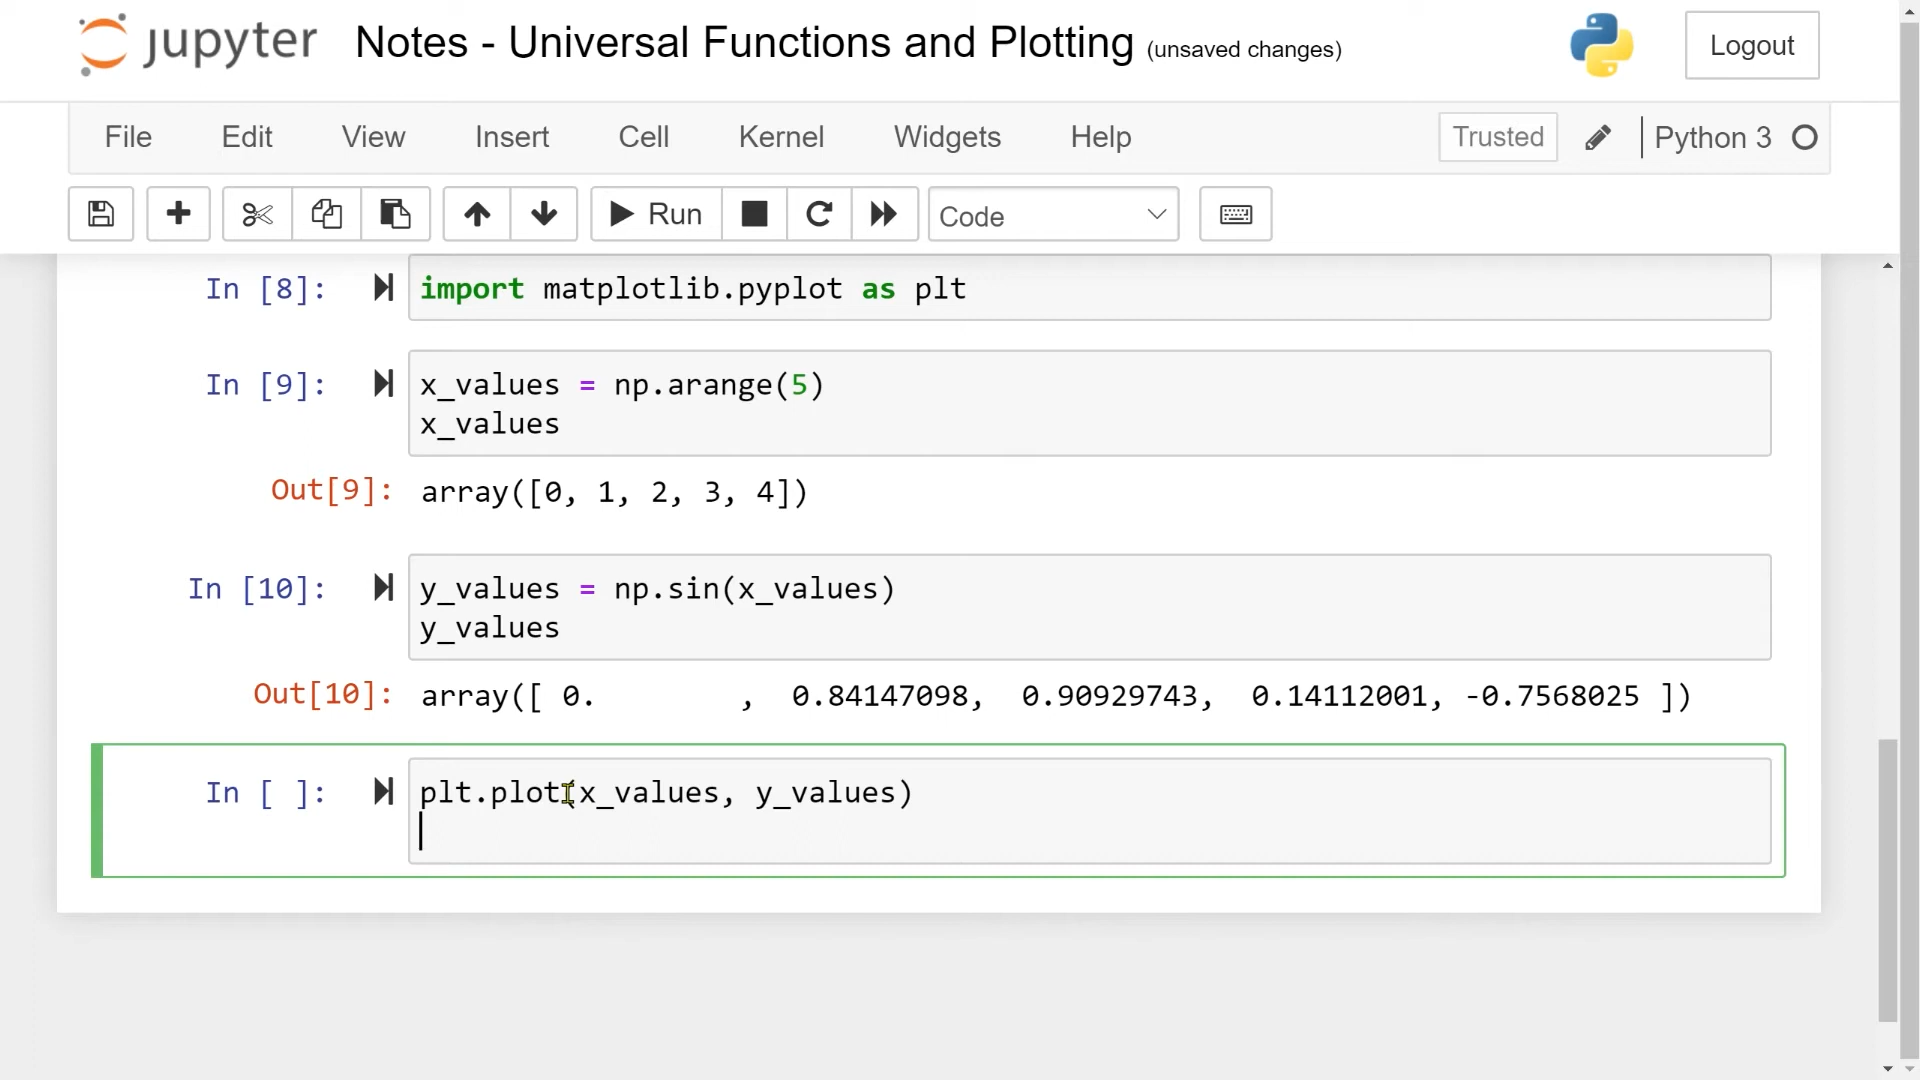 jupyter Notes - Universal Functions and Plotting (unsaved changes) Logout
File Edit View Insert Cell Kernel Widgets Help Trusted Python 3
Run Code
In [8]: import matplotlib.pyplot as plt
In [9]: x_values = np.arange(5)
x_values
Out[9]: array([0, 1, 2, 3, 4])
In [10]: y_values = np.sin(x_values)
y_values
Out[10]: array([ 0.        ,  0.84147098,  0.90929743,  0.14112001, -0.7568025 ])
In [ ]: plt.plot(x_values, y_values)